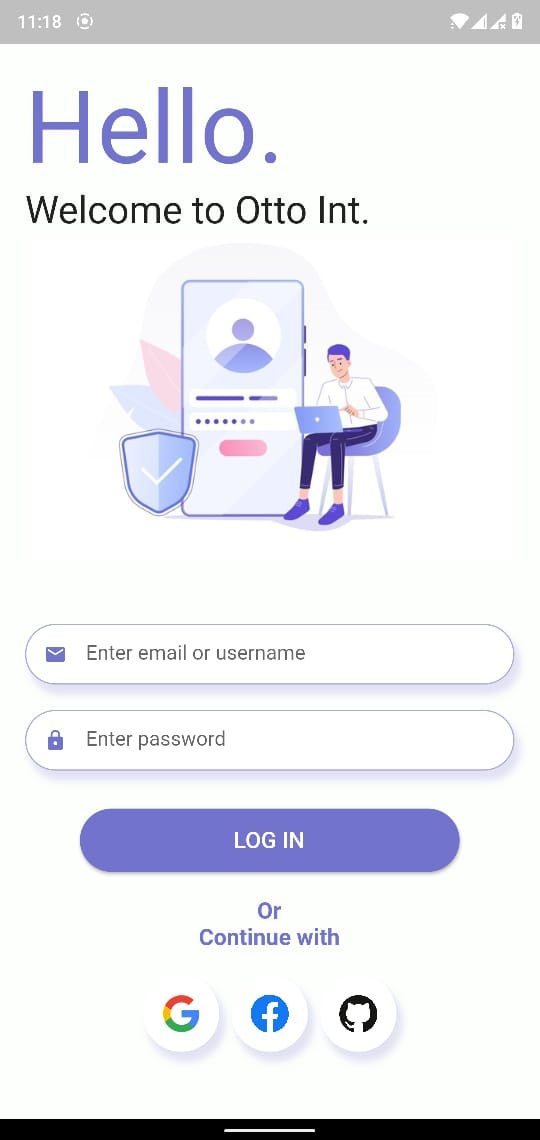 11:18
Hello.
Welcome to Otto Int.
Enter email or username
Enter password
LOG IN
Or
Continue with